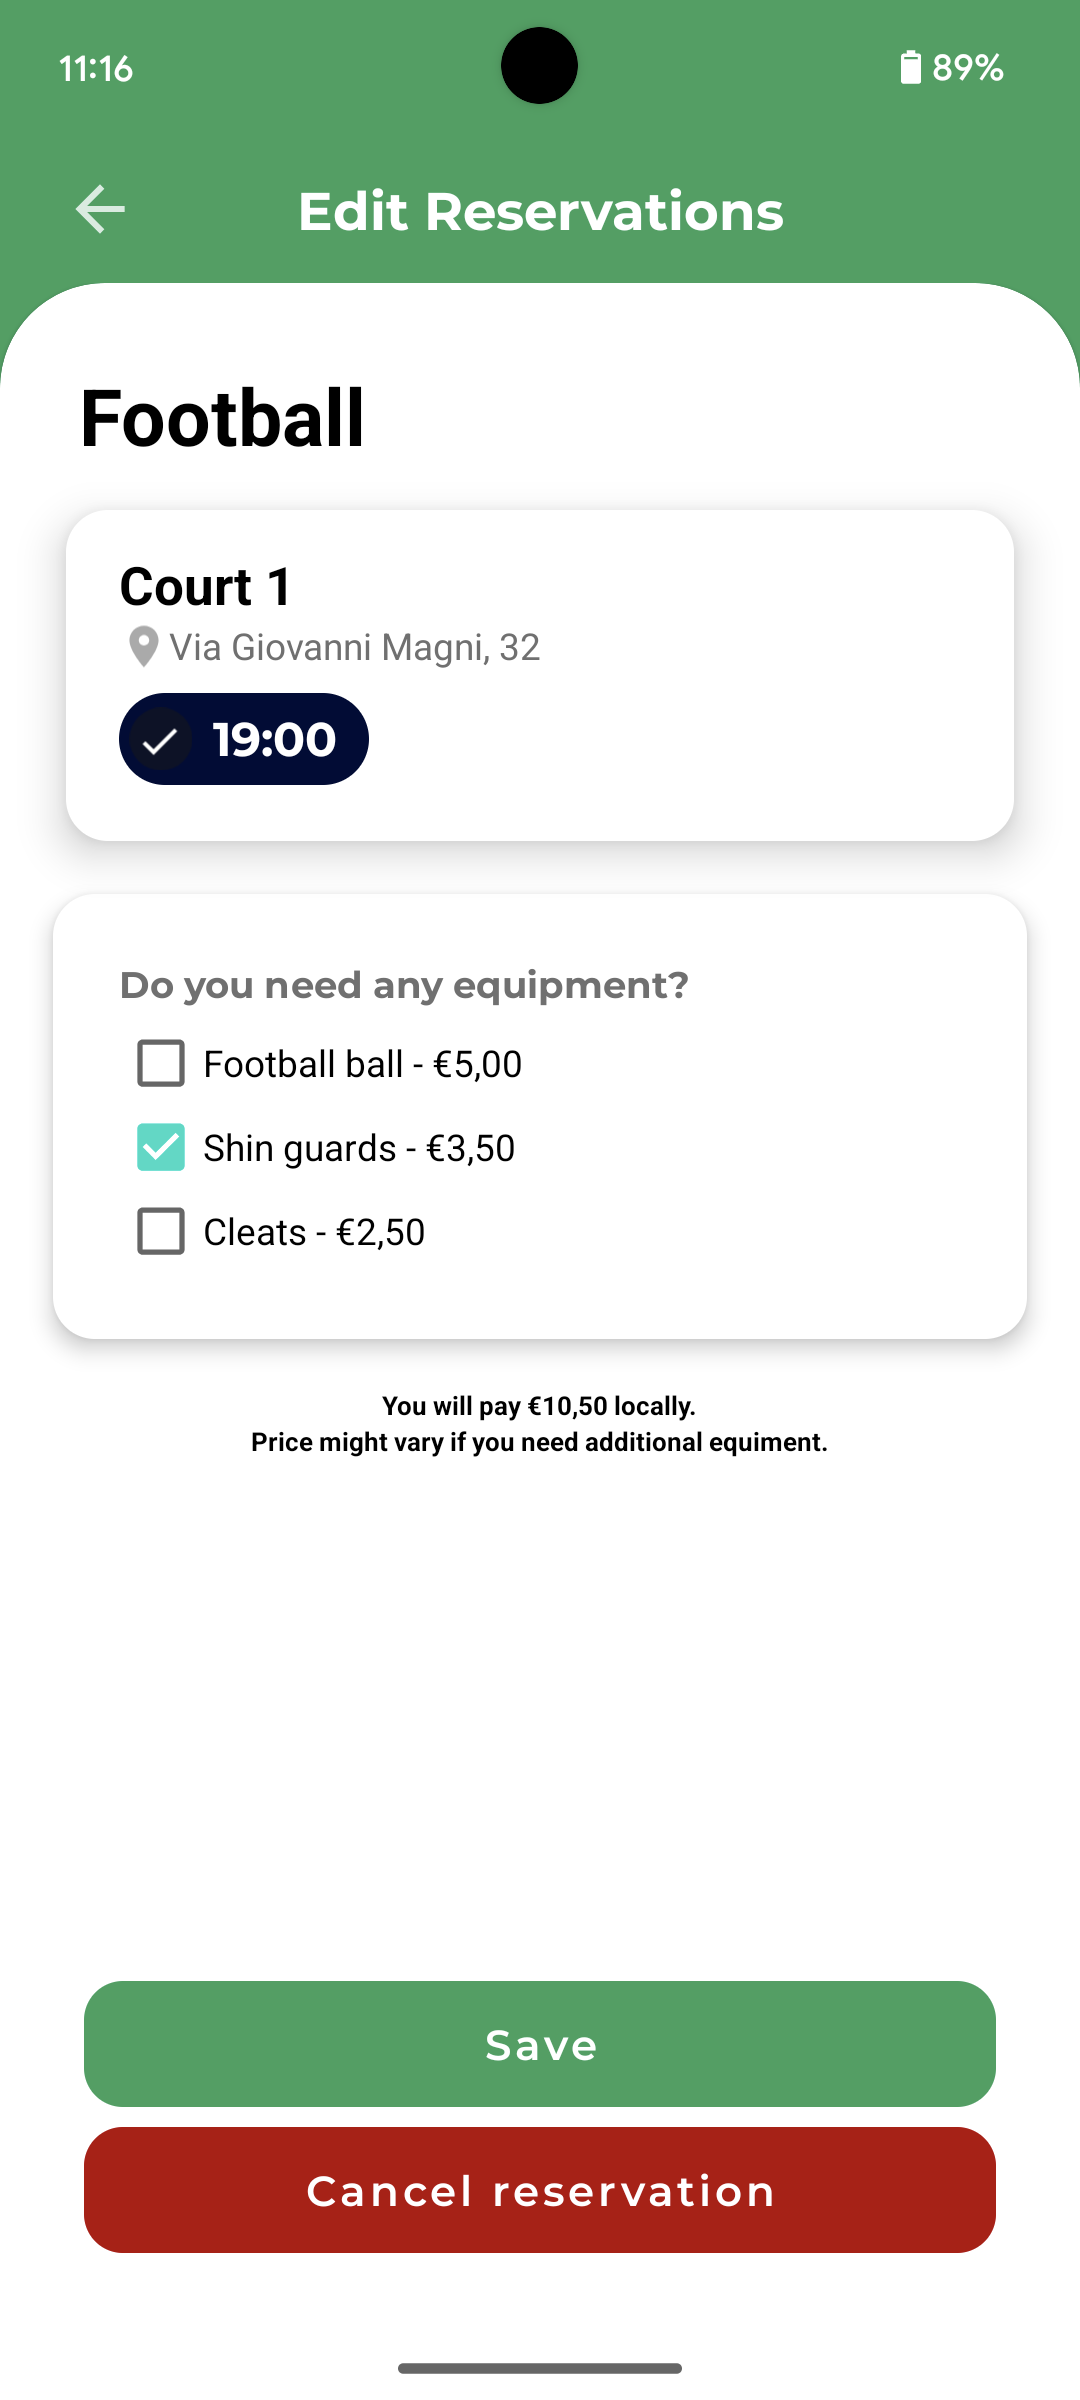 11:16
89%
Edit Reservations
Football
Court 1
Via Giovanni Magni, 32
19:00
Do you need any equipment?
Football ball - €5,00
Shin guards - €3,50
Cleats - €2,50
You will pay €10,50 locally.
Price might vary if you need additional equiment.
Save
Cancel reservation